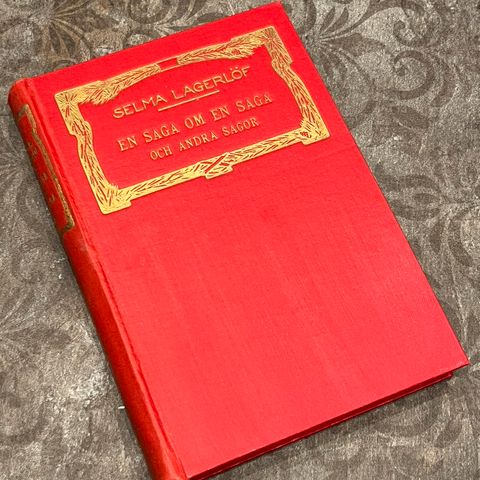 SELMA LAGERLÖF
EN SAGA OM EN SAGA
OCH ANDRA SAGOR